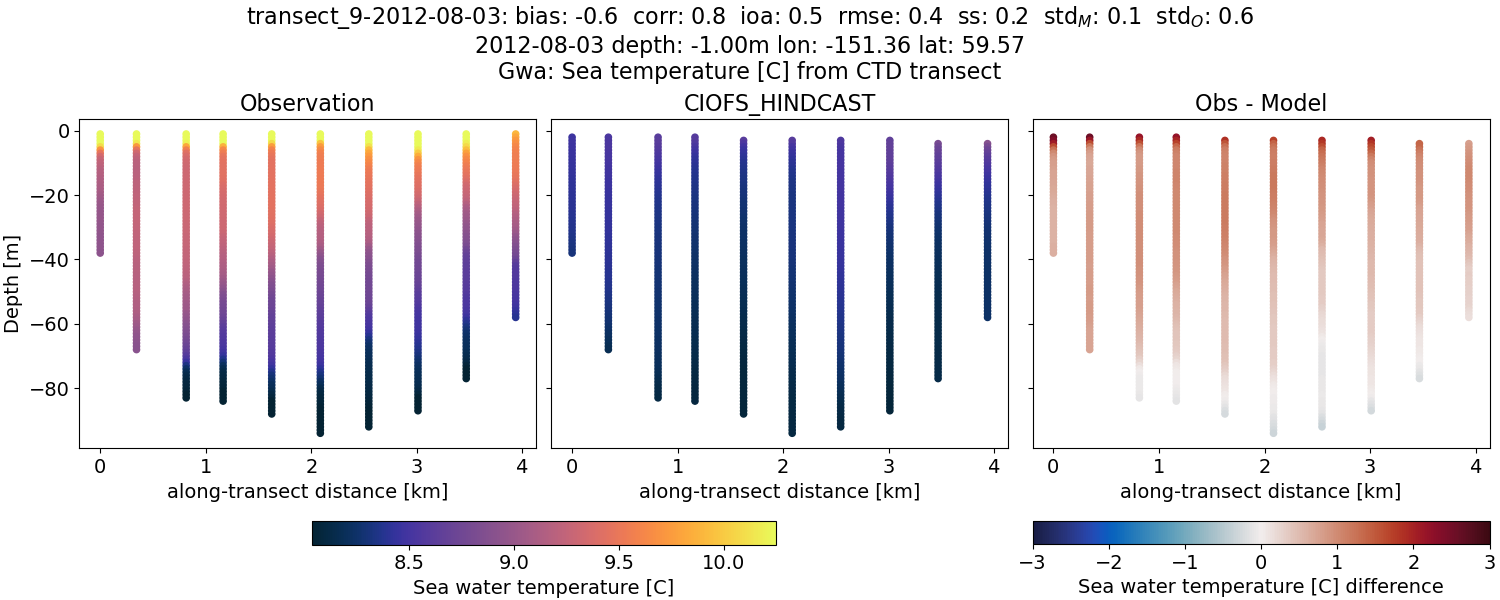 transect_9-2012-08-03: bias: -0.6  corr: 0.8  ioa: 0.5  rmse: 0.4  ss: 0.2  std_M: 0.1  std_O: 0.6
2012-08-03 depth: -1.00m lon: -151.36 lat: 59.57
Gwa: Sea temperature [C] from CTD transect
Observation
CIOFS_HINDCAST
Obs - Model
Depth [m]
0
−20
−40
−60
−80
0 1 2 3 4
0 1 2 3 4
0 1 2 3 4
along-transect distance [km]
along-transect distance [km]
along-transect distance [km]
8.5 9.0 9.5 10.0
Sea water temperature [C]
−3 −2 −1 0 1 2 3
Sea water temperature [C] difference